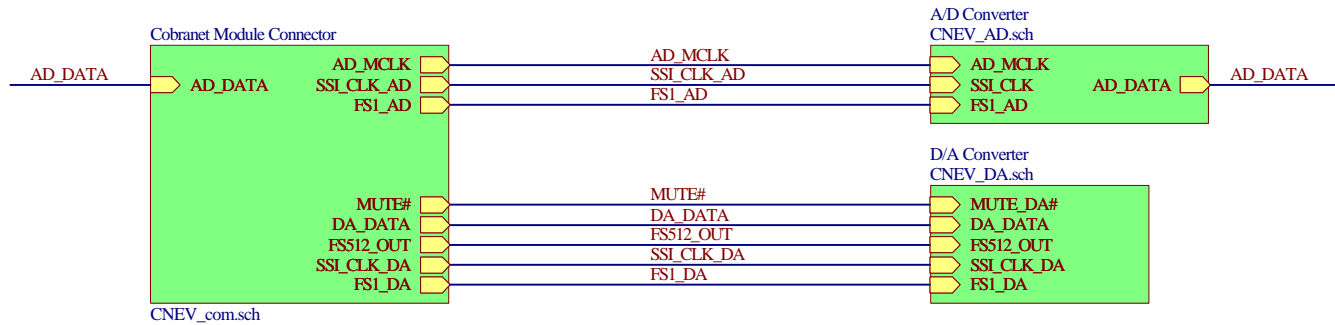 Cobranet Module Connector
AD_DATA
AD_DATA
AD_MCLK
SSI_CLK_AD
FS1_AD
MUTE#
DA_DATA
FS512_OUT
SSI_CLK_DA
FS1_DA
CNEV_com.sch
AD_MCLK
SSI_CLK_AD
FS1_AD
MUTE#
DA_DATA
FS512_OUT
SSI_CLK_DA
FS1_DA
A/D Converter
CNEV_AD.sch
AD_MCLK
SSI_CLK
FS1_AD
AD_DATA
AD_DATA
D/A Converter
CNEV_DA.sch
MUTE_DA#
DA_DATA
FS512_OUT
SSI_CLK_DA
FS1_DA